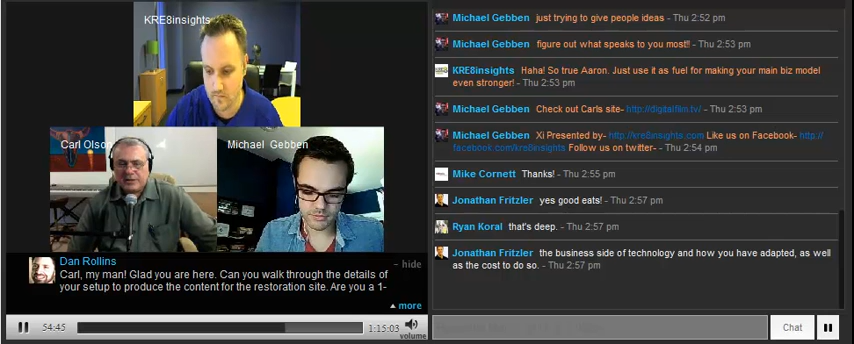 KRE8insights
Carl Olson
Michael Gebben
Dan Rollins
Carl, my man! Glad you are here. Can you walk through the details of
your setup to produce the content for the restoration site. Are you a 1-
– hide
more
54:45
1:15:03
volume
Michael Gebben just trying to give people ideas - Thu 2:52 pm
Michael Gebben figure out what speaks to you most!! - Thu 2:53 pm
KRE8insights Haha! So true Aaron. Just use it as fuel for making your main biz model
even stronger! - Thu 2:53 pm
Michael Gebben Check out Carls site- http://digitalfilm.tv/ - Thu 2:53 pm
Michael Gebben Xi Presented by- http://kre8insights.com Like us on Facebook- http://
facebook.com/kre8insights Follow us on twitter- - Thu 2:54 pm
Mike Cornett Thanks! - Thu 2:55 pm
Jonathan Fritzler yes good eats! - Thu 2:57 pm
Ryan Koral that's deep. - Thu 2:57 pm
Jonathan Fritzler the business side of technology and how you have adapted, as well
as the cost to do so. - Thu 2:57 pm
Chat